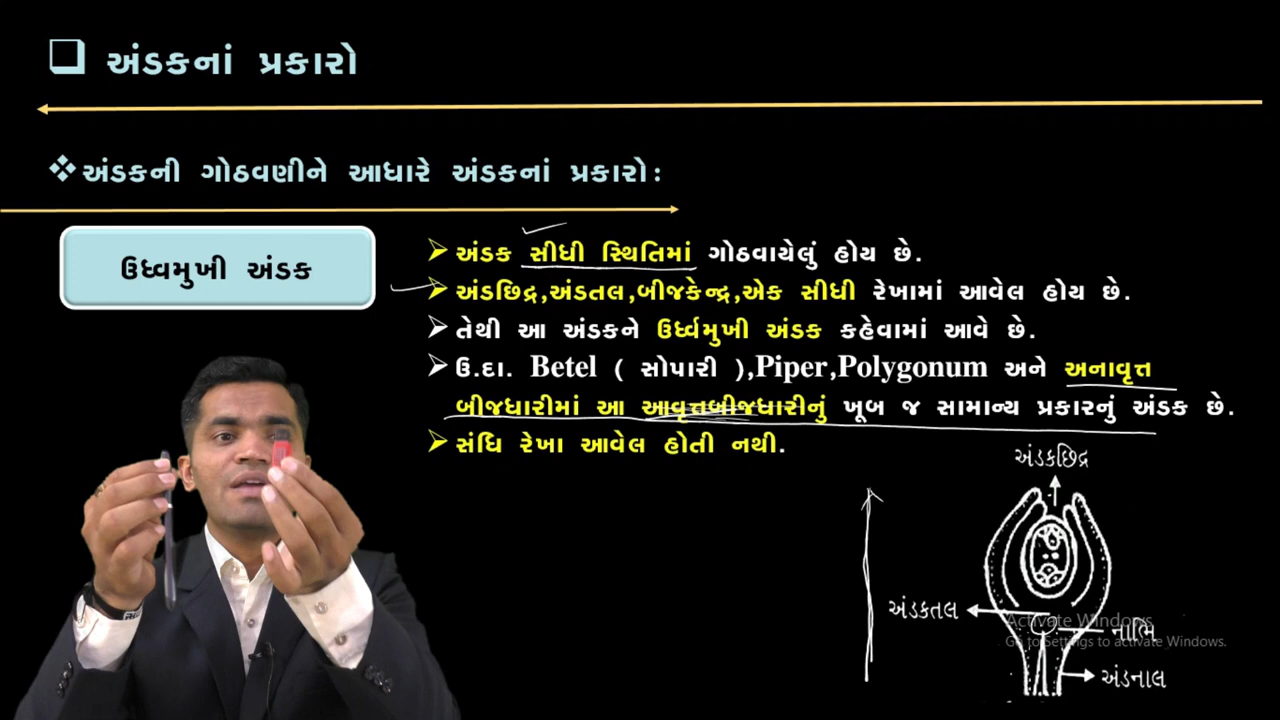 અંડકનાં પ્રકારો
અંડકની ગોઠવણીને આધારે અંડકનાં પ્રકારો:
ઉધ્વમુખી અંડક
અંડક સીધી સ્થિતિમાં ગોઠવાયેલું હોય છે.
અંડછિદ્ર,અંડતલ,બીજકેન્દ્ર,એક સીધી રેખામાં આવેલ હોય છે.
તેથી આ અંડકને ઉર્ધ્વમુખી અંડક કહેવામાં આવે છે.
ઉ.દા. Betel ( સોપારી ),Piper,Polygonum અને અનાવૃત્ત
બીજધારીમાં આ આવૃત્તબીજધારીનું ખૂબ જ સામાન્ય પ્રકારનું અંડક છે.
સંધિ રેખા આવેલ હોતી નથી.
અંડકછિદ્ર
અંડકતલ
નાભિ
અંડનાલ
Activate Windows
Go to Settings to activate Windows.